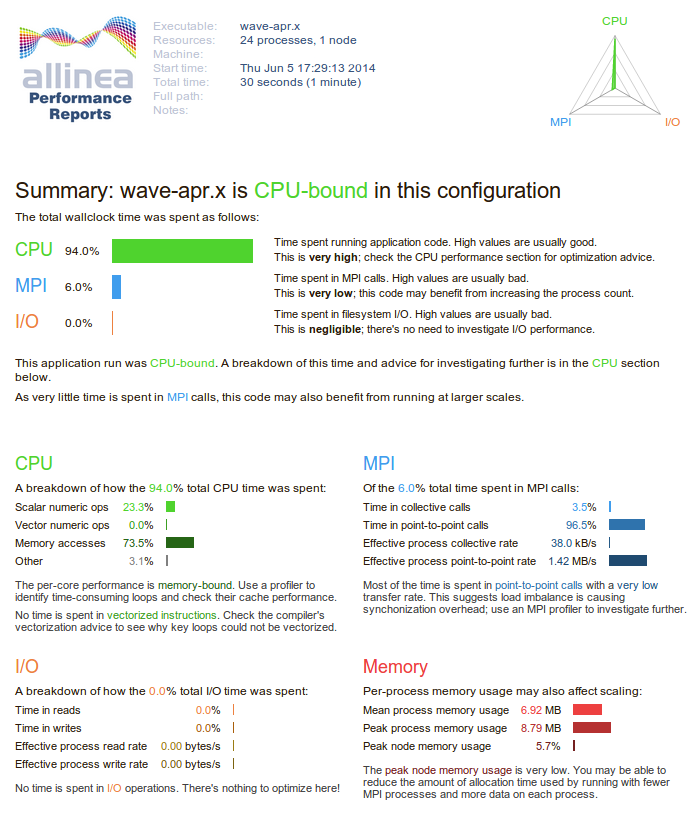 allinea
Performance
Reports
Executable: wave-apr.x
Resources: 24 processes, 1 node
Machine:
Start time: Thu Jun 5 17:29:13 2014
Total time: 30 seconds (1 minute)
Full path:
Notes:
CPU
MPI
I/O
Summary: wave-apr.x is CPU-bound in this configuration
The total wallclock time was spent as follows:
CPU 94.0%
Time spent running application code. High values are usually good.
This is very high; check the CPU performance section for optimization advice.
MPI 6.0%
Time spent in MPI calls. High values are usually bad.
This is very low; this code may benefit from increasing the process count.
I/O 0.0%
Time spent in filesystem I/O. High values are usually bad.
This is negligible; there's no need to investigate I/O performance.
This application run was CPU-bound. A breakdown of this time and advice for investigating further is in the CPU section
below.
As very little time is spent in MPI calls, this code may also benefit from running at larger scales.
CPU
A breakdown of how the 94.0% total CPU time was spent:
Scalar numeric ops 23.3%
Vector numeric ops 0.0%
Memory accesses 73.5%
Other 3.1%
The per-core performance is memory-bound. Use a profiler to
identify time-consuming loops and check their cache performance.
No time is spent in vectorized instructions. Check the compiler's
vectorization advice to see why key loops could not be vectorized.
MPI
Of the 6.0% total time spent in MPI calls:
Time in collective calls 3.5%
Time in point-to-point calls 96.5%
Effective process collective rate 38.0 kB/s
Effective process point-to-point rate 1.42 MB/s
Most of the time is spent in point-to-point calls with a very low
transfer rate. This suggests load imbalance is causing
synchonization overhead; use an MPI profiler to investigate further.
I/O
A breakdown of how the 0.0% total I/O time was spent:
Time in reads 0.0%
Time in writes 0.0%
Effective process read rate 0.00 bytes/s
Effective process write rate 0.00 bytes/s
No time is spent in I/O operations. There's nothing to optimize here!
Memory
Per-process memory usage may also affect scaling:
Mean process memory usage 6.92 MB
Peak process memory usage 8.79 MB
Peak node memory usage 5.7%
The peak node memory usage is very low. You may be able to
reduce the amount of allocation time used by running with fewer
MPI processes and more data on each process.